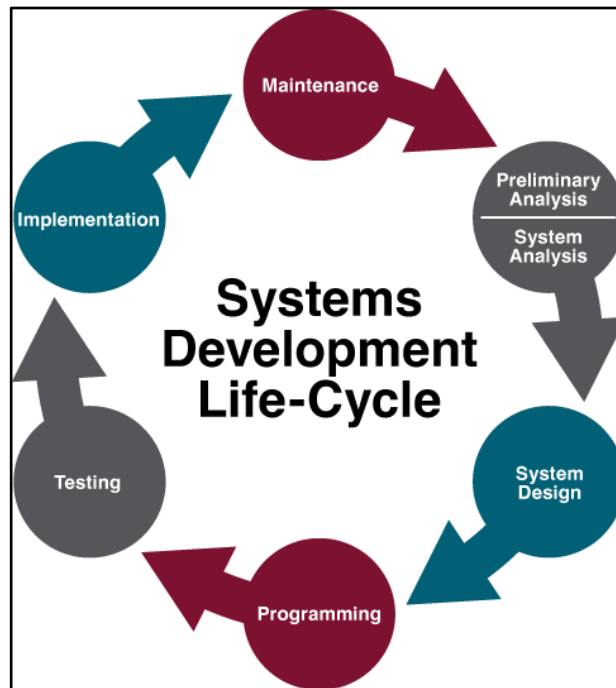 Maintenance
Preliminary
Analysis
System
Analysis
Implementation
Systems
Development
Life-Cycle
Testing
System
Design
Programming